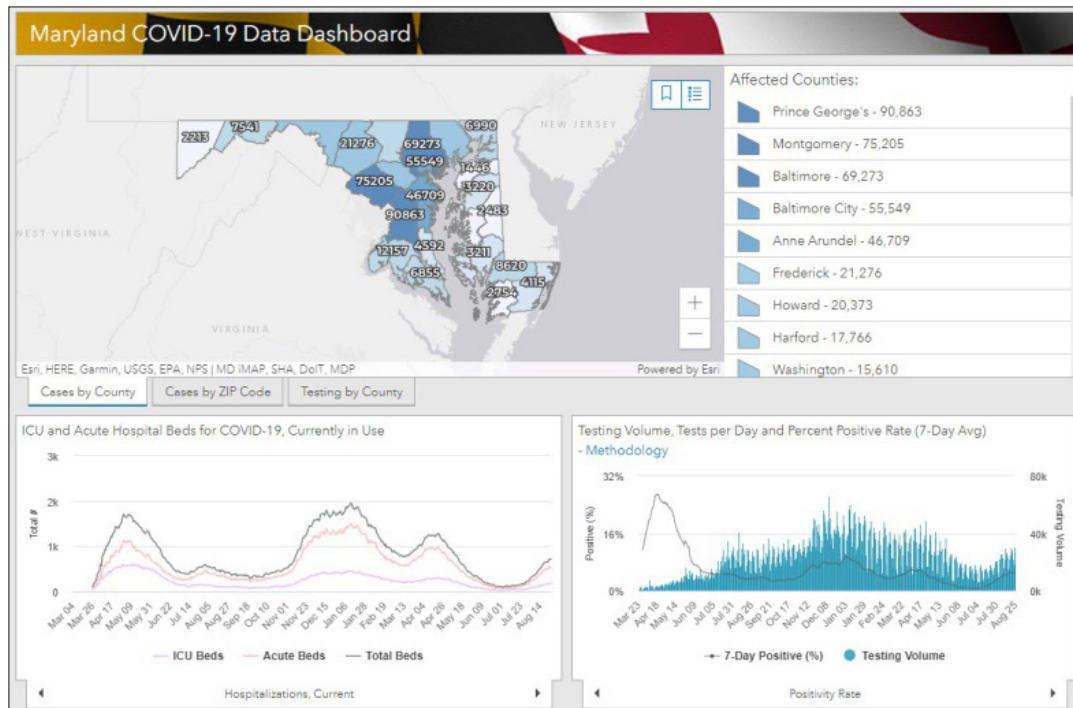 Maryland COVID-19 Data Dashboard
2213
7541
21276
69273
6990
55549
1446
75205
3220
46709
2483
90863
12157
4592
3211
6855
8620
4115
2754
NEW JERSEY
WEST VIRGINIA
VIRGINIA
+
−
Esri, HERE, Garmin, USGS, EPA, NPS | MD iMAP, SHA, DoIT, MDP
Powered by Esri
Affected Counties:
Prince George's - 90,863
Montgomery - 75,205
Baltimore - 69,273
Baltimore City - 55,549
Anne Arundel - 46,709
Frederick - 21,276
Howard - 20,373
Harford - 17,766
Washington - 15,610
Cases by County
Cases by ZIP Code
Testing by County
ICU and Acute Hospital Beds for COVID-19, Currently in Use
3k
2k
1k
0
Total #
Mar 04
Mar 26
Apr 17
May 09
May 31
Jun 22
Jul 14
Aug 05
Aug 27
Sep 18
Oct 10
Nov 01
Nov 23
Dec 15
Jan 06
Jan 28
Feb 19
Mar 13
Apr 04
Apr 26
May 18
Jun 09
Jul 01
Jul 23
Aug 14
ICU Beds
Acute Beds
Total Beds
Hospitalizations, Current
Testing Volume, Tests per Day and Percent Positive Rate (7-Day Avg)
- Methodology
32%
16%
0%
Positive (%)
80k
40k
0k
Testing Volume
Mar 23
Apr 18
May 14
Jun 09
Jul 05
Jul 31
Aug 26
Sep 21
Oct 17
Nov 12
Dec 08
Jan 03
Jan 29
Feb 24
Mar 22
Apr 17
May 13
Jun 08
Jul 04
Jul 30
Aug 25
7-Day Positive (%)
Testing Volume
Positivity Rate